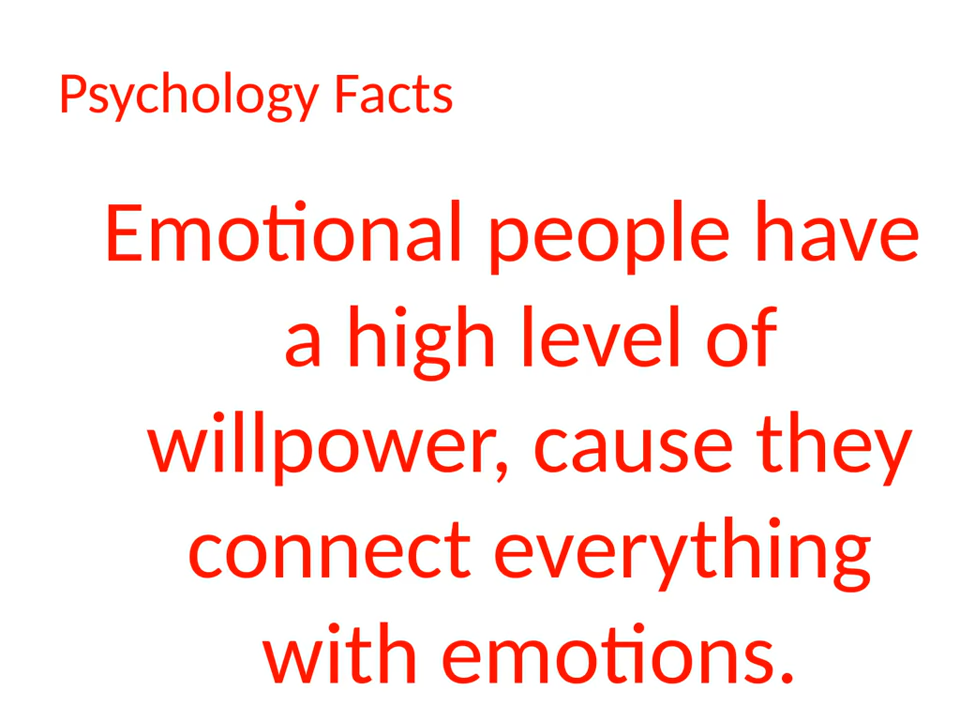 Psychology Facts
Emotional people have
a high level of
willpower, cause they
connect everything
with emotions.